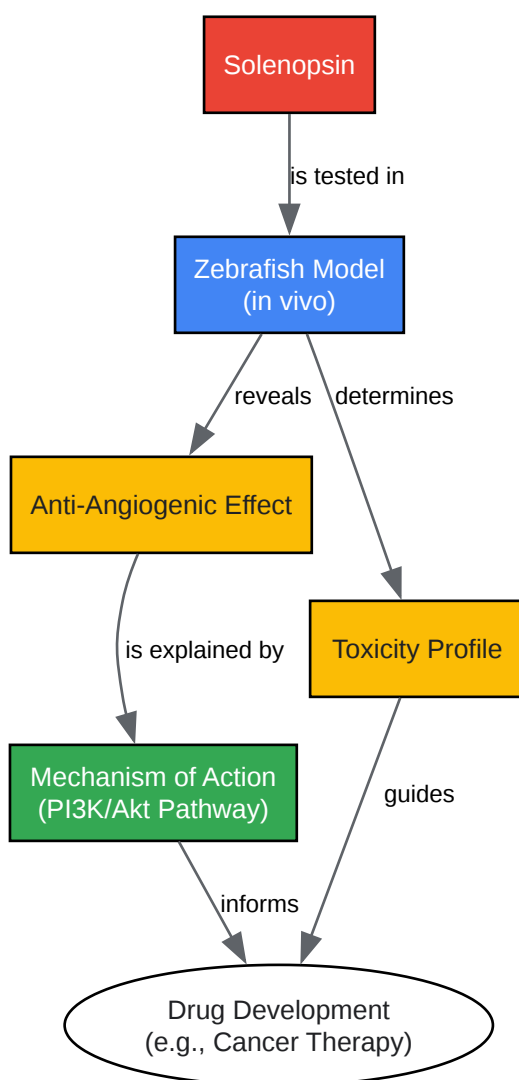 Solenopsin
is tested in
Zebrafish Model
(in vivo)
reveals
determines
Anti-Angiogenic Effect
is explained by
Toxicity Profile
Mechanism of Action
(PI3K/Akt Pathway)
guides
informs
Drug Development
(e.g., Cancer Therapy)